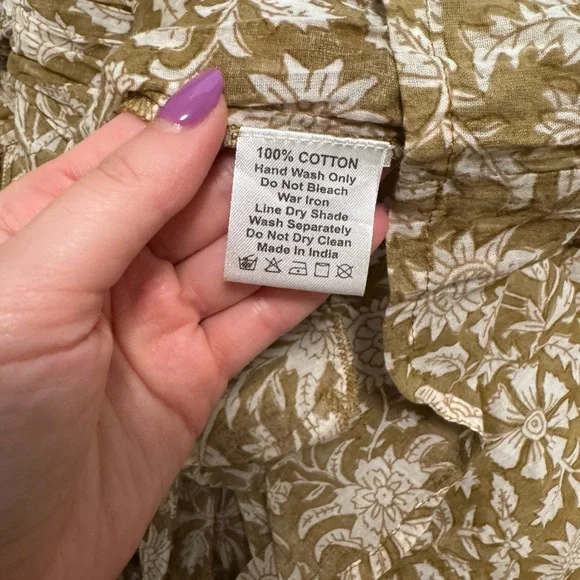 100% COTTON
Hand Wash Only
Do Not Bleach
War Iron
Line Dry Shade
Wash Separately
Do Not Dry Clean
Made In India